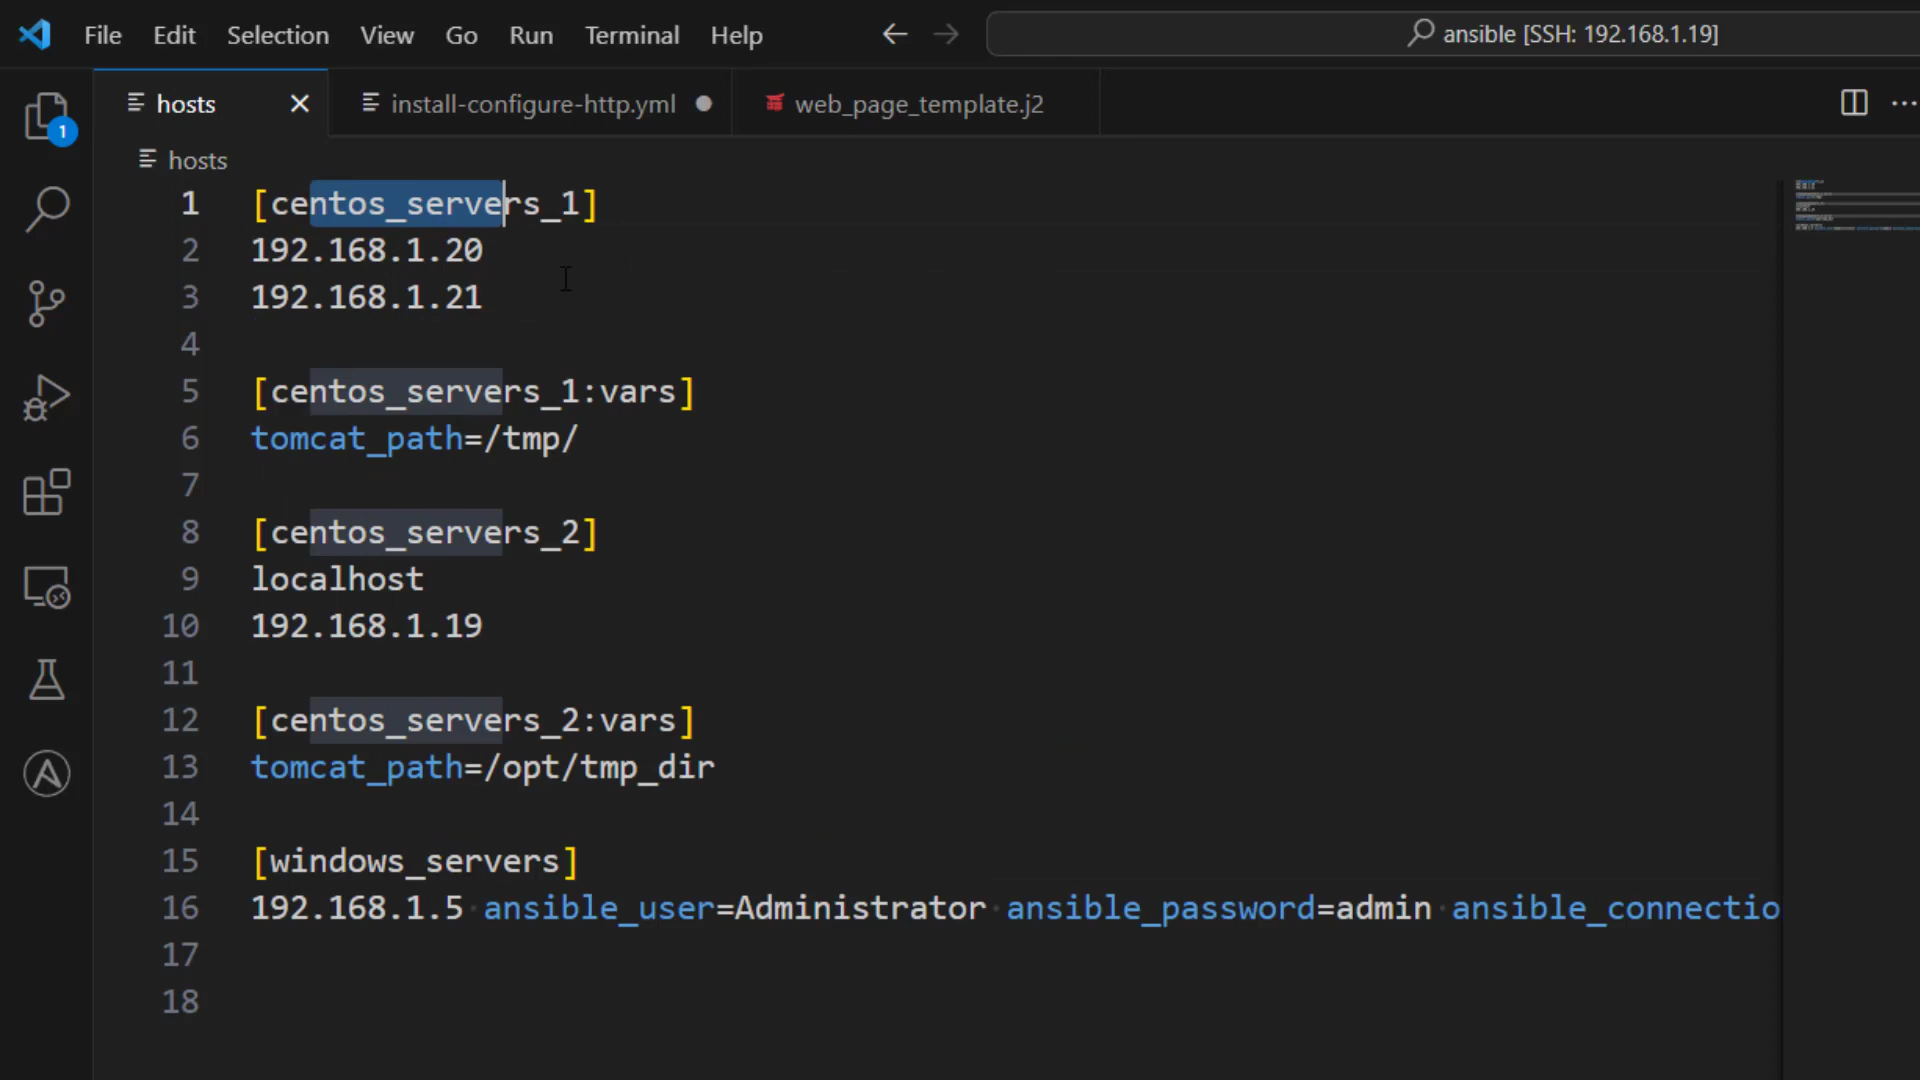 File Edit Selection View Go Run Terminal Help ansible [SSH: 192.168.1.19]
hosts install-configure-http.yml web_page_template.j2
1
hosts
1 [centos_servers_1]
2 192.168.1.20
3 192.168.1.21
4
5 [centos_servers_1:vars]
6 tomcat_path=/tmp/
7
8 [centos_servers_2]
9 localhost
10 192.168.1.19
11
12 [centos_servers_2:vars]
13 tomcat_path=/opt/tmp_dir
14
15 [windows_servers]
16 192.168.1.5 ansible_user=Administrator ansible_password=admin ansible_connectio
17
18